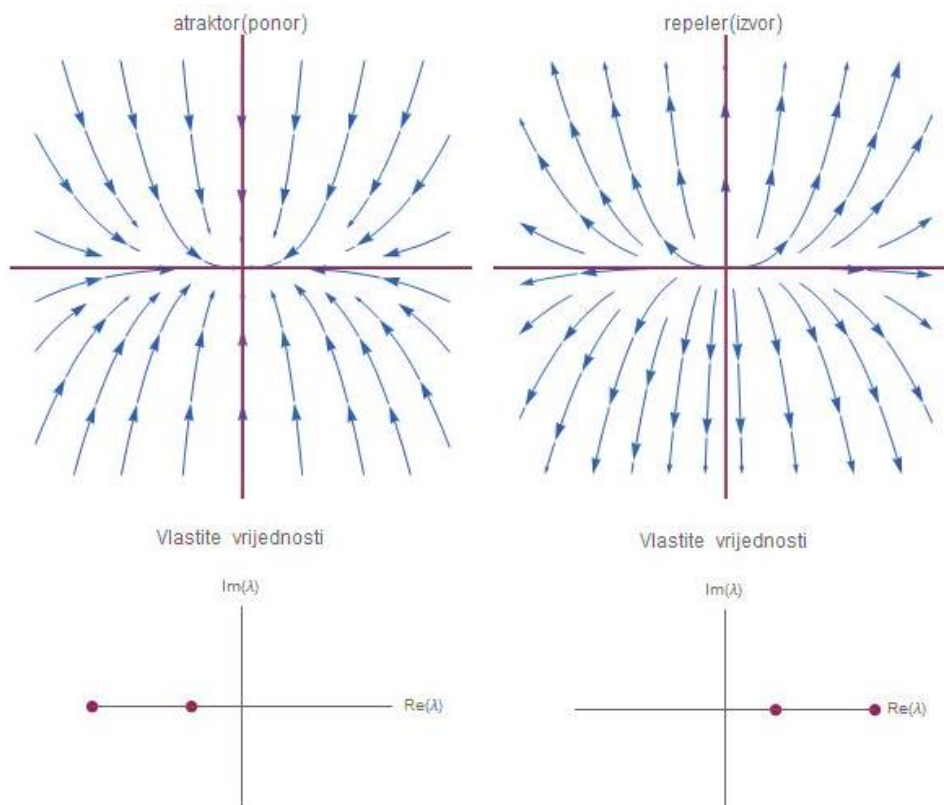 atraktor(ponor)
repeler(izvor)
Vlastite vrijednosti
Vlastite vrijednosti
Im(λ)
Im(λ)
Re(λ)
Re(λ)